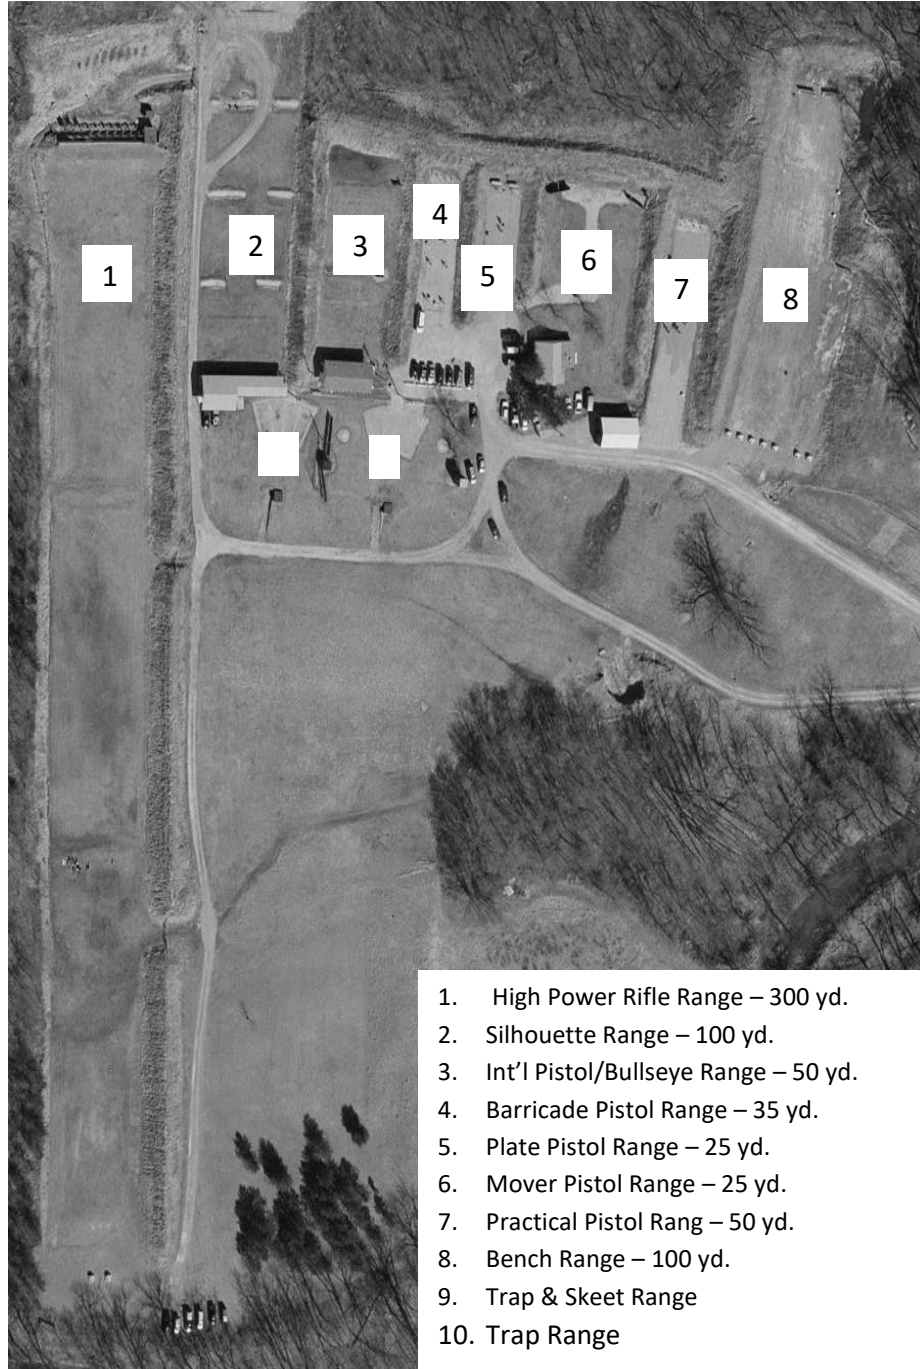 1
2
3
4
5
6
7
8
1. High Power Rifle Range – 300 yd.
2. Silhouette Range – 100 yd.
3. Int’l Pistol/Bullseye Range – 50 yd.
4. Barricade Pistol Range – 35 yd.
5. Plate Pistol Range – 25 yd.
6. Mover Pistol Range – 25 yd.
7. Practical Pistol Rang – 50 yd.
8. Bench Range – 100 yd.
9. Trap & Skeet Range
10. Trap Range